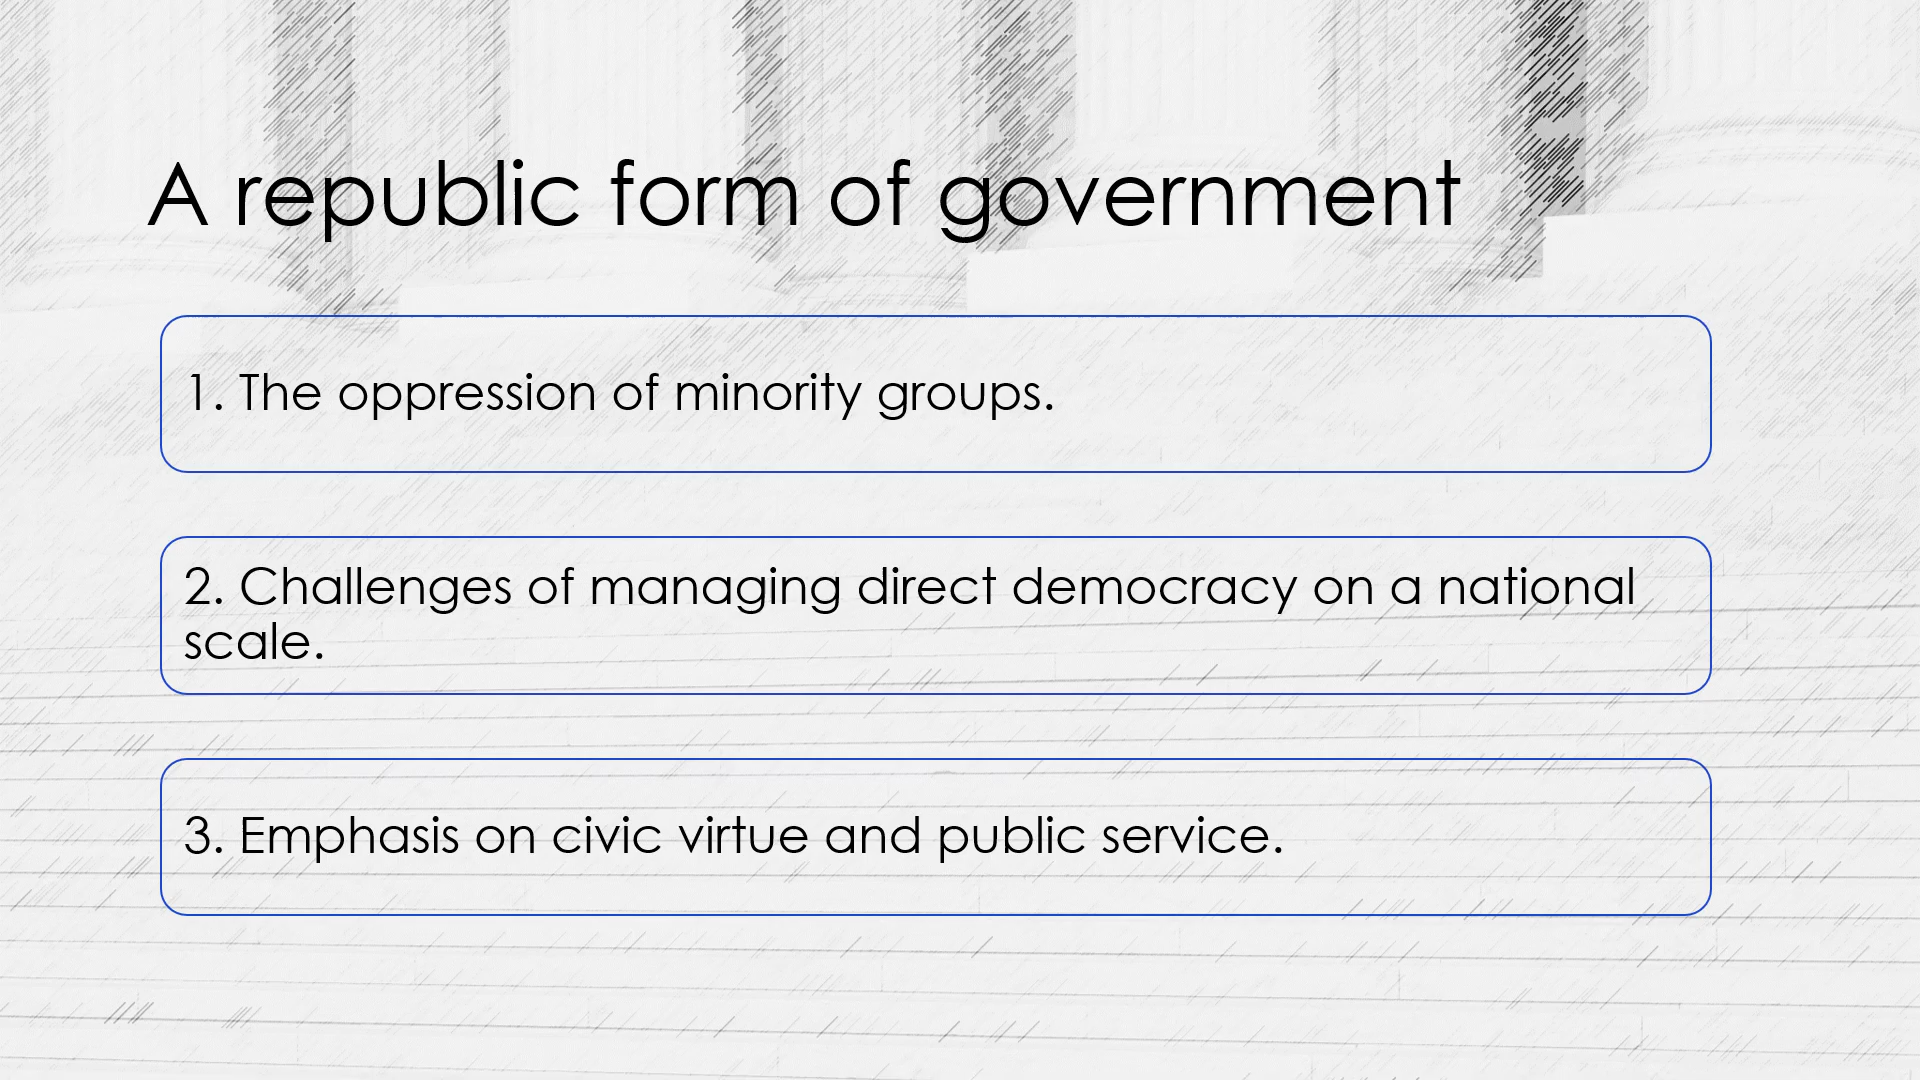 A republic form of government
1. The oppression of minority groups.
2. Challenges of managing direct democracy on a national
scale.
3. Emphasis on civic virtue and public service.